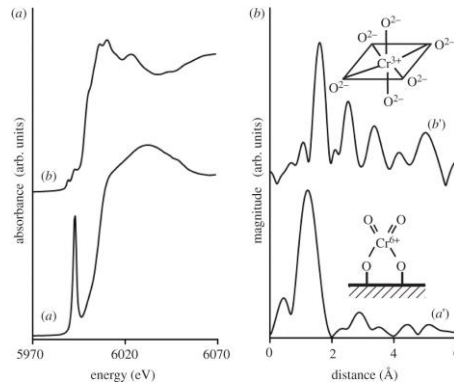 (a)
absorbance (arb. units)
(b)
(a)
5970 6020 6070
energy (eV)
(b)
magnitude (arb. units)
O²⁻
O²⁻ O²⁻
Cr³⁺
O²⁻ O²⁻
O²⁻
(b′)
O O
Cr⁶⁺
O O
(a′)
0 2 4 6
distance (Å)